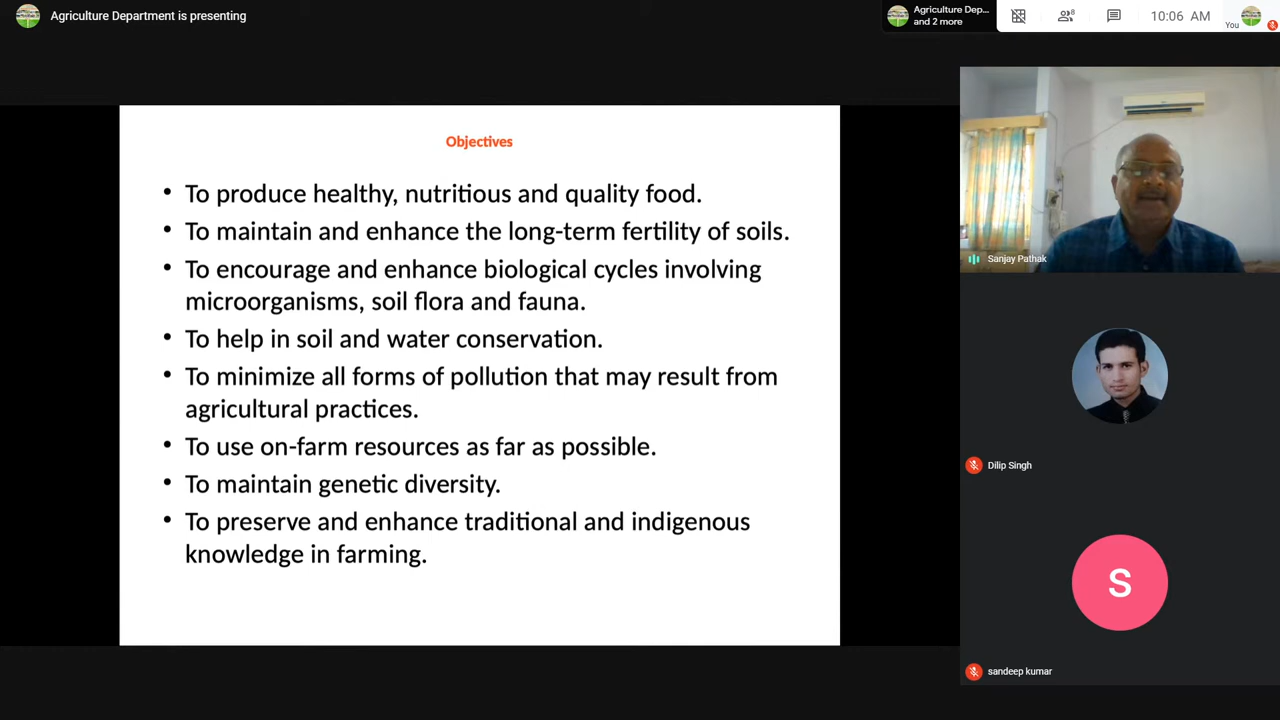 Agriculture Department is presenting
Agriculture Dep...
and 2 more
8
10:06 AM
You
Objectives
• To produce healthy, nutritious and quality food.
• To maintain and enhance the long-term fertility of soils.
• To encourage and enhance biological cycles involving
microorganisms, soil flora and fauna.
• To help in soil and water conservation.
• To minimize all forms of pollution that may result from
agricultural practices.
• To use on-farm resources as far as possible.
• To maintain genetic diversity.
• To preserve and enhance traditional and indigenous
knowledge in farming.
Sanjay Pathak
Dilip Singh
S
sandeep kumar